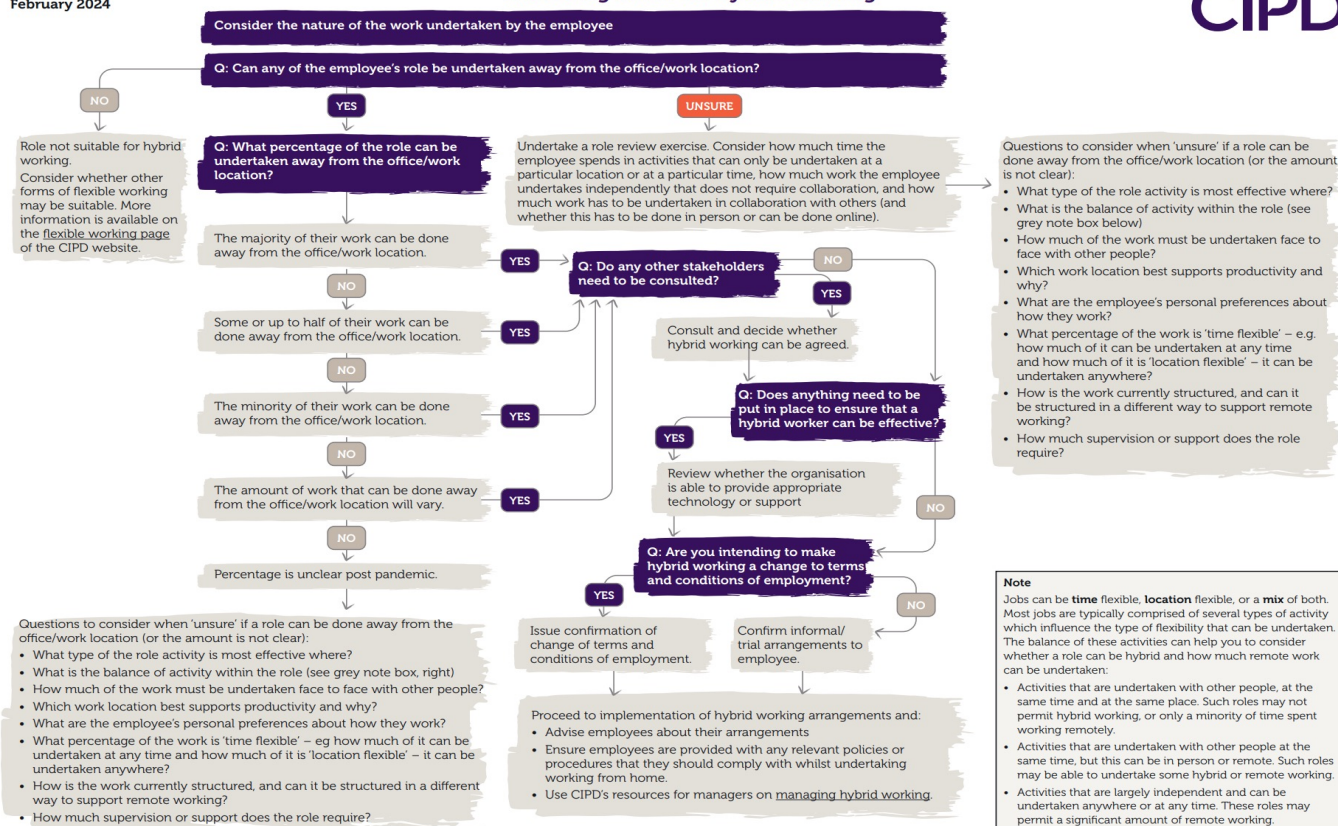 February 2024
CIPD
Consider the nature of the work undertaken by the employee
Q: Can any of the employee's role be undertaken away from the office/work location?
NO
YES
UNSURE
Role not suitable for hybrid
working.
Consider whether other
forms of flexible working
may be suitable. More
information is available on
the flexible working page
of the CIPD website.
Q: What percentage of the role can be
undertaken away from the office/work
location?
The majority of their work can be done
away from the office/work location.
YES
NO
Some or up to half of their work can be
done away from the office/work location.
YES
NO
The minority of their work can be done
away from the office/work location.
YES
NO
The amount of work that can be done away
from the office/work location will vary.
YES
NO
Percentage is unclear post pandemic.
Questions to consider when 'unsure' if a role can be done away from the
office/work location (or the amount is not clear):
• What type of the role activity is most effective where?
• What is the balance of activity within the role (see grey note box, right)
• How much of the work must be undertaken face to face with other people?
• Which work location best supports productivity and why?
• What are the employee's personal preferences about how they work?
• What percentage of the work is 'time flexible' – eg how much of it can be
undertaken at any time and how much of it is 'location flexible' – it can be
undertaken anywhere?
• How is the work currently structured, and can it be structured in a different
way to support remote working?
• How much supervision or support does the role require?
Undertake a role review exercise. Consider how much time the
employee spends in activities that can only be undertaken at a
particular location or at a particular time, how much work the employee
undertakes independently that does not require collaboration, and how
much work has to be undertaken in collaboration with others (and
whether this has to be done in person or can be done online).
Q: Do any other stakeholders
need to be consulted?
NO
YES
Consult and decide whether
hybrid working can be agreed.
Q: Does anything need to be
put in place to ensure that a
hybrid worker can be effective?
YES
NO
Review whether the organisation
is able to provide appropriate
technology or support
Q: Are you intending to make
hybrid working a change to terms
and conditions of employment?
YES
NO
Issue confirmation of
change of terms and
conditions of employment.
Confirm informal/
trial arrangements to
employee.
Proceed to implementation of hybrid working arrangements and:
• Advise employees about their arrangements
• Ensure employees are provided with any relevant policies or
procedures that they should comply with whilst undertaking
working from home.
• Use CIPD's resources for managers on managing hybrid working.
Questions to consider when 'unsure' if a role can be
done away from the office/work location (or the amount
is not clear):
• What type of the role activity is most effective where?
• What is the balance of activity within the role (see
grey note box below)
• How much of the work must be undertaken face to
face with other people?
• Which work location best supports productivity and
why?
• What are the employee's personal preferences about
how they work?
• What percentage of the work is 'time flexible' – e.g.
how much of it can be undertaken at any time
and how much of it is 'location flexible' – it can be
undertaken anywhere?
• How is the work currently structured, and can it
be structured in a different way to support remote
working?
• How much supervision or support does the role
require?
Note
Jobs can be time flexible, location flexible, or a mix of both.
Most jobs are typically comprised of several types of activity
which influence the type of flexibility that can be undertaken.
The balance of these activities can help you to consider
whether a role can be hybrid and how much remote work
can be undertaken:
• Activities that are undertaken with other people, at the
same time and at the same place. Such roles may not
permit hybrid working, or only a minority of time spent
working remotely.
• Activities that are undertaken with other people at the
same time, but this can be in person or remote. Such roles
may be able to undertake some hybrid or remote working.
• Activities that are largely independent and can be
undertaken anywhere or at any time. These roles may
permit a significant amount of remote working.